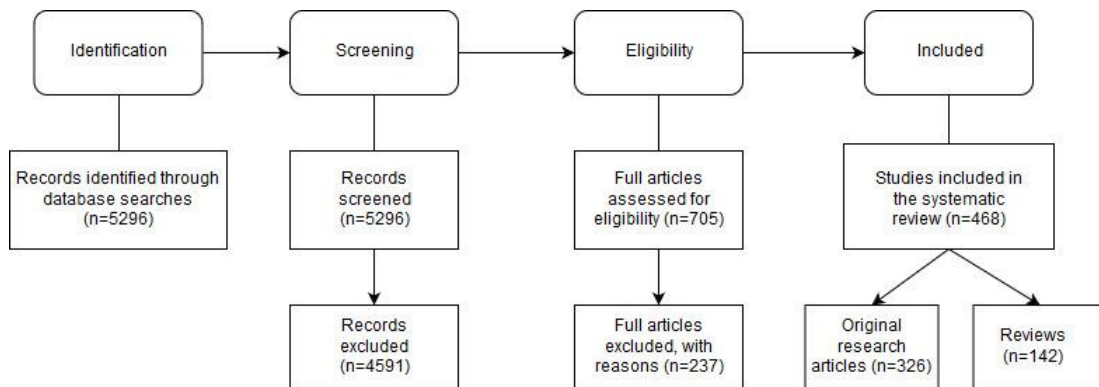 Identification
Screening
Eligibility
Included
Records identified through
database searches
(n=5296)
Records
screened
(n=5296)
Full articles
assessed for
eligibility (n=705)
Studies included in
the systematic
review (n=468)
Records
excluded
(n=4591)
Full articles
excluded, with
reasons (n=237)
Original
research
articles (n=326)
Reviews
(n=142)